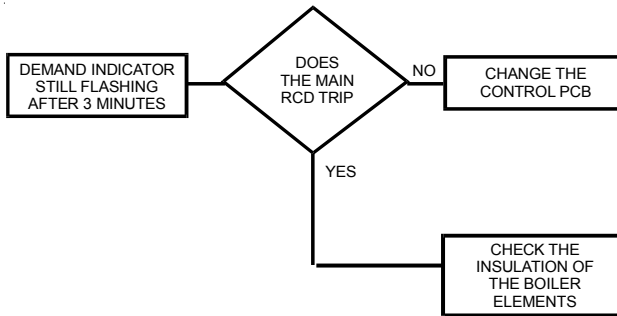 DEMAND INDICATOR
STILL FLASHING
AFTER 3 MINUTES
DOES
THE MAIN
RCD TRIP
NO
CHANGE THE
CONTROL PCB
YES
CHECK THE
INSULATION OF
THE BOILER
ELEMENTS